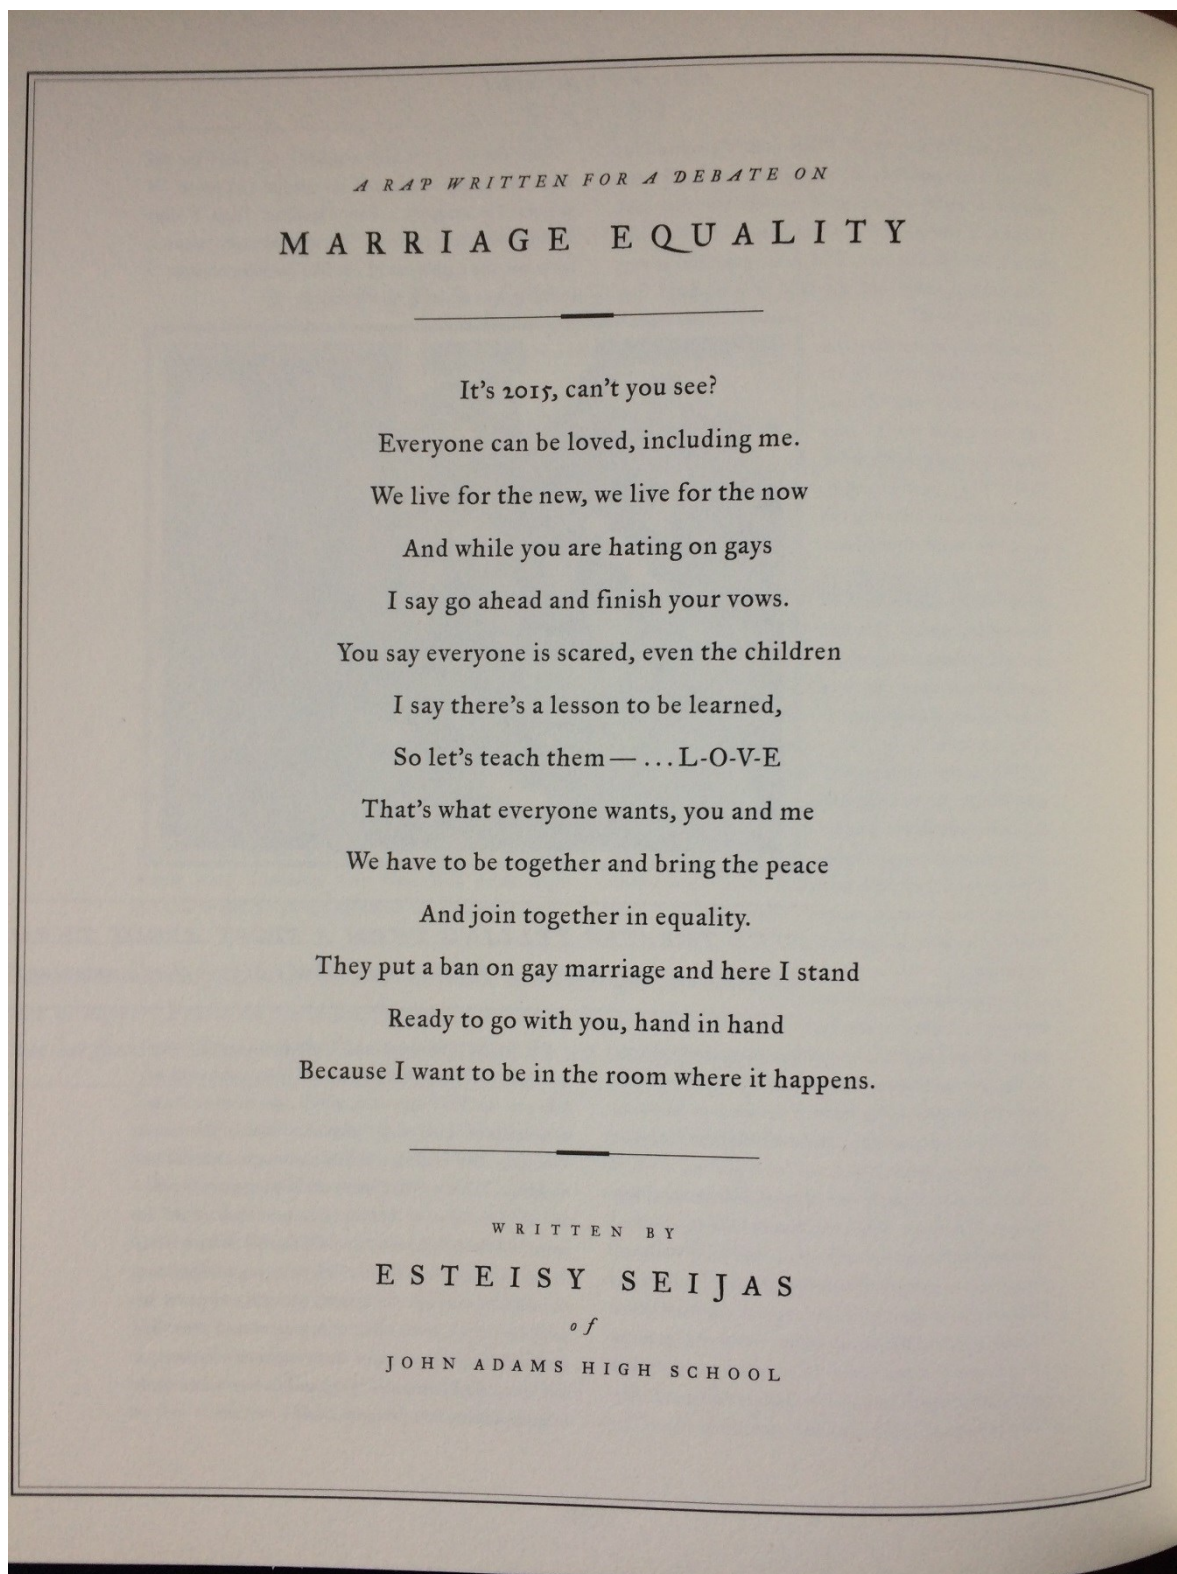 A RAP WRITTEN FOR A DEBATE ON
MARRIAGE EQUALITY
It's 2015, can't you see?
Everyone can be loved, including me.
We live for the new, we live for the now
And while you are hating on gays
I say go ahead and finish your vows.
You say everyone is scared, even the children
I say there's a lesson to be learned,
So let's teach them — ... L-O-V-E
That's what everyone wants, you and me
We have to be together and bring the peace
And join together in equality.
They put a ban on gay marriage and here I stand
Ready to go with you, hand in hand
Because I want to be in the room where it happens.
WRITTEN BY
ESTEISY SEIJAS
of
JOHN ADAMS HIGH SCHOOL